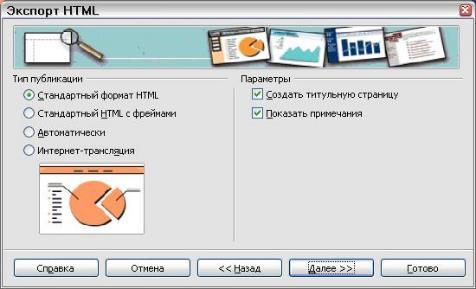 Экспорт HTML
Тип публикации
Стандартный формат HTML
Стандартный HTML с фреймами
Автоматически
Интернет-трансляция
Параметры
Создать титульную страницу
Показать примечания
Справка
Отмена
<< Назад
Далее >>
Готово